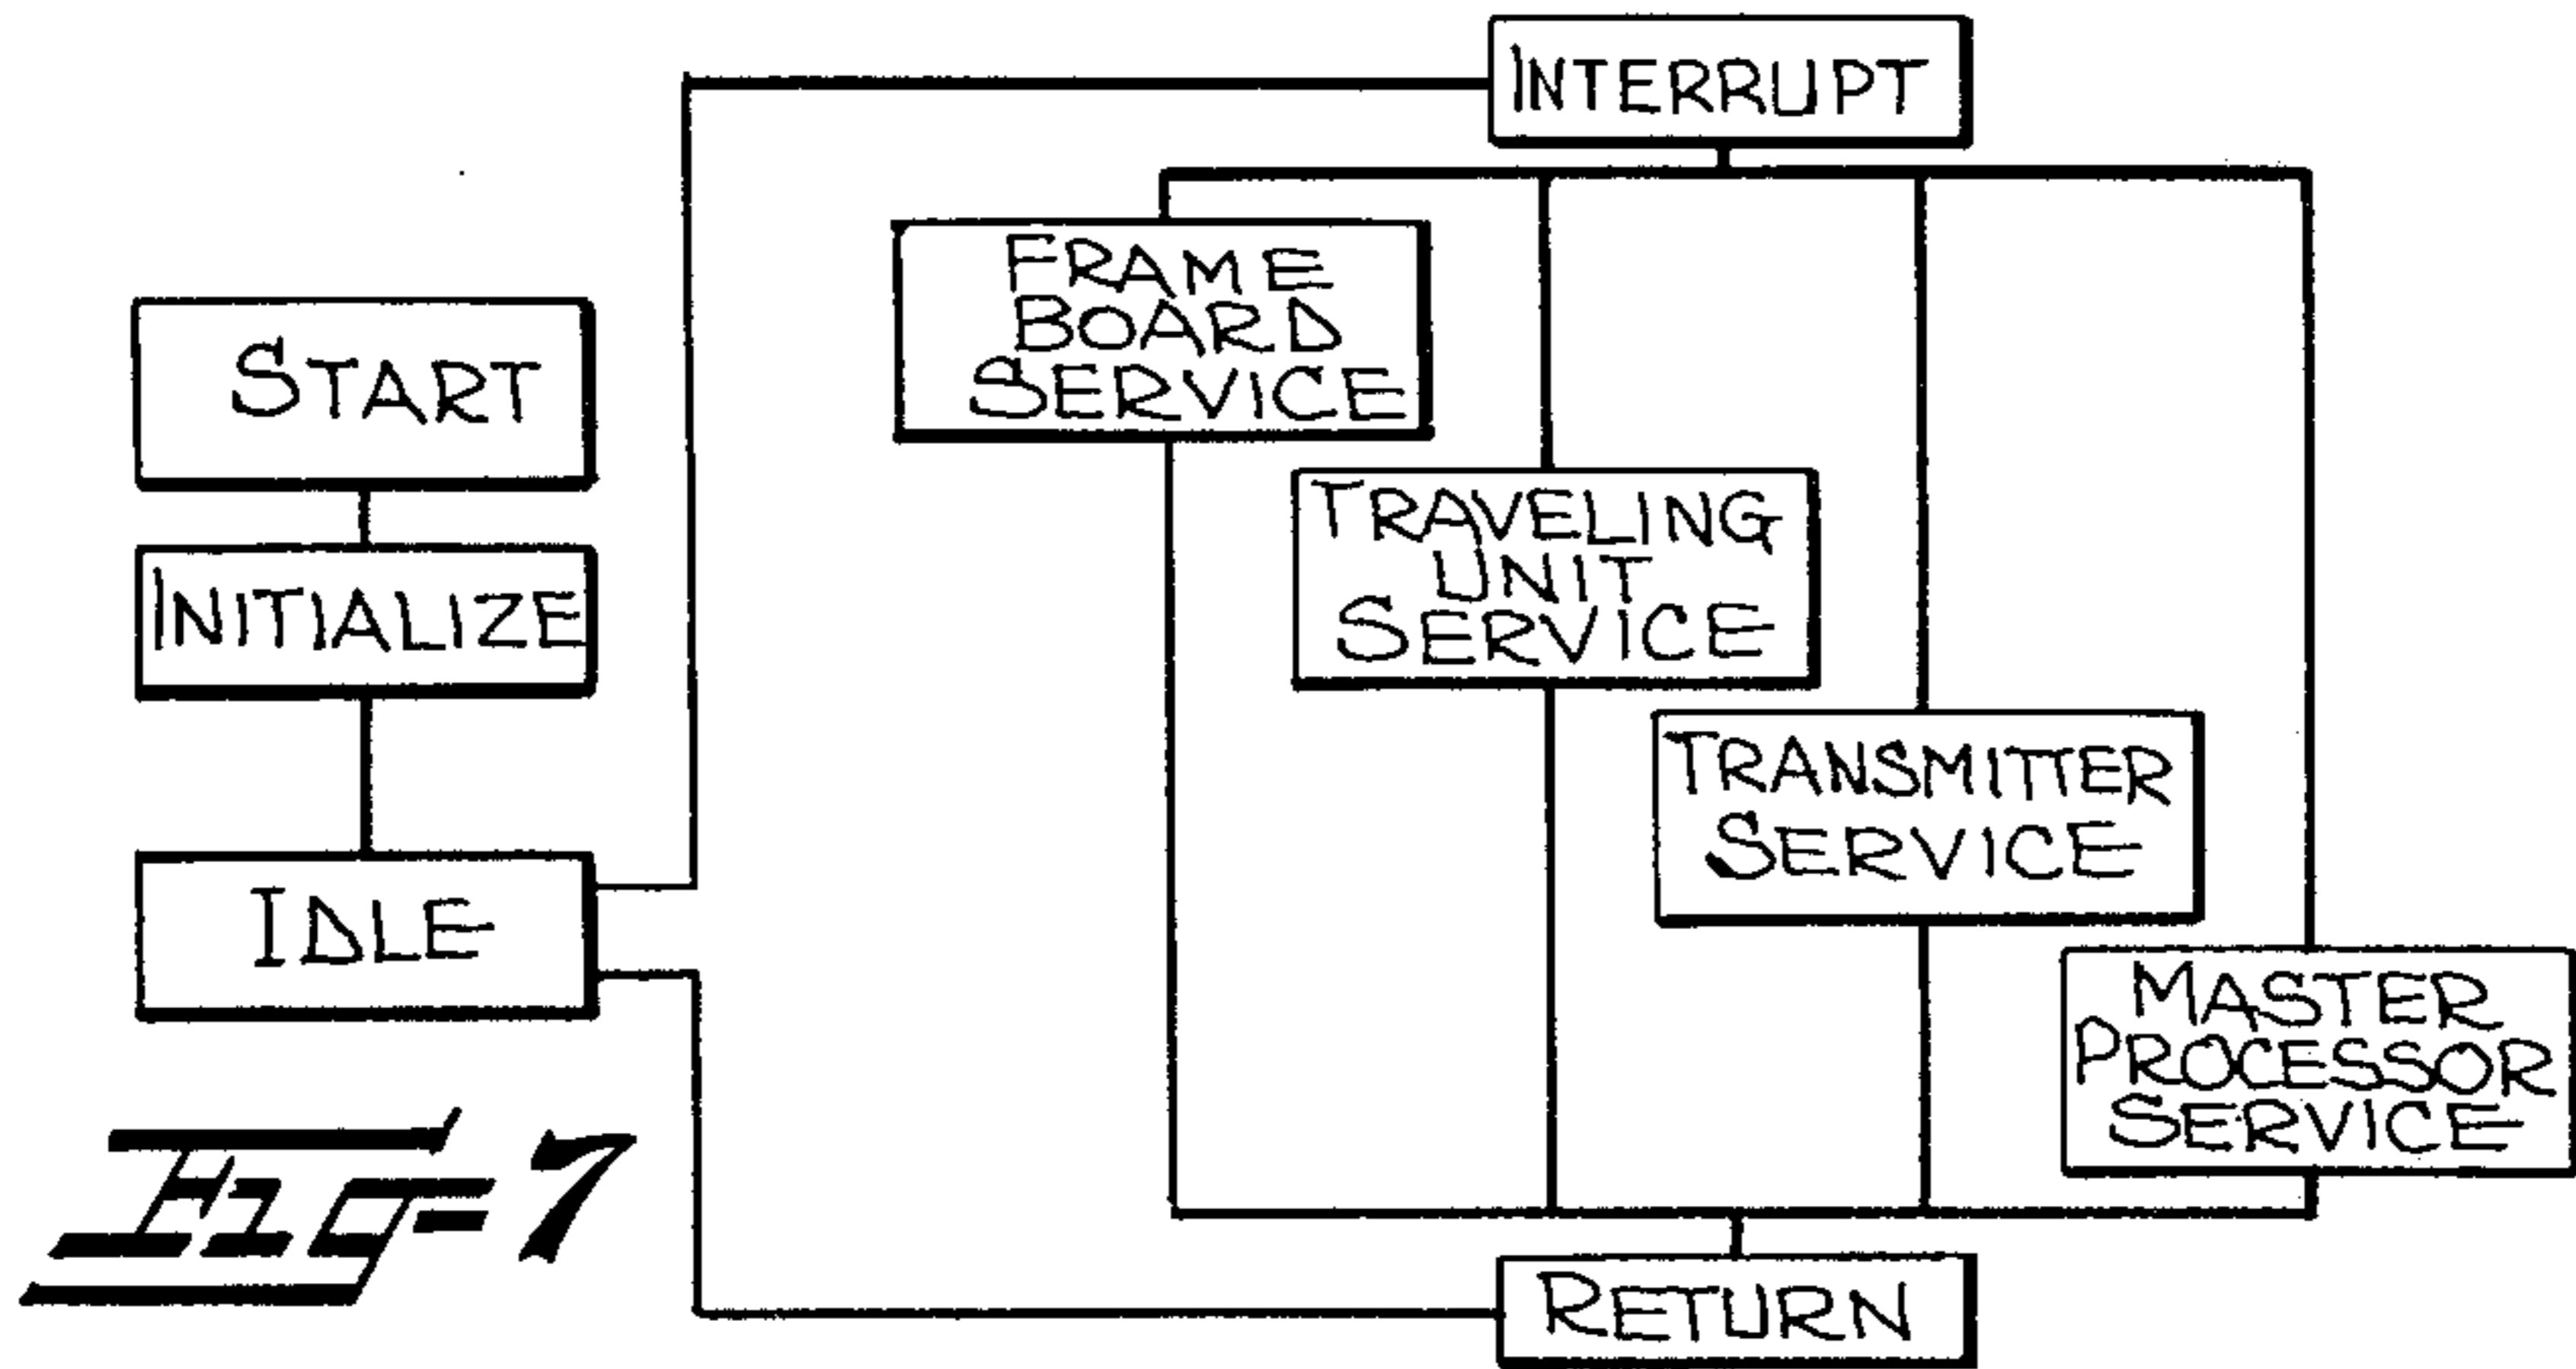 INTERRUPT
FRAME
BOARD
SERVICE
START
TRAVELING
UNIT
SERVICE
INITIALIZE
TRANSMITTER
SERVICE
IDLE
MASTER
PROCESSOR
SERVICE
Fig-7
RETURN